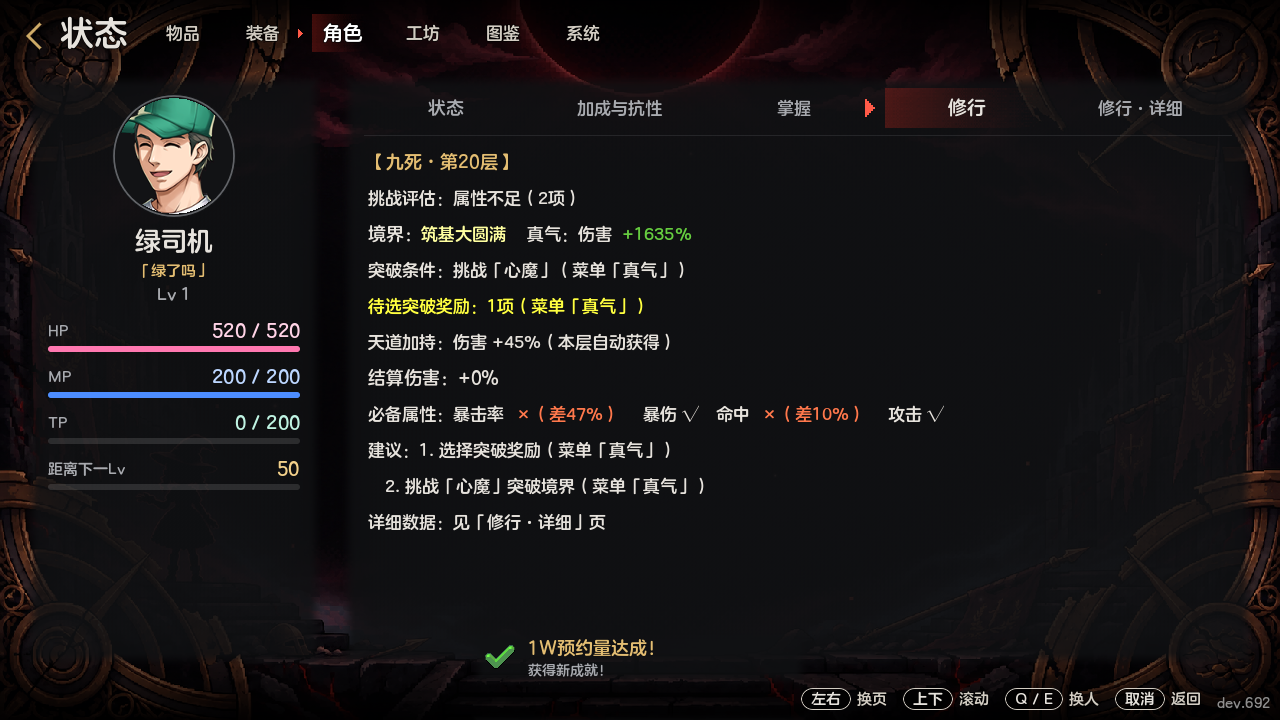 状态 物品 装备 角色 工坊 图鉴 系统
状态 加成与抗性 掌握 修行 修行·详细
绿司机
「绿了吗」
Lv 1
HP 520 / 520
MP 200 / 200
TP 0 / 200
距离下一Lv 50
【九死·第20层】
挑战评估：属性不足（2项）
境界：筑基大圆满 真气：伤害 +1635%
突破条件：挑战「心魔」（菜单「真气」）
待选突破奖励：1项（菜单「真气」）
天道加持：伤害 +45%（本层自动获得）
结算伤害：+0%
必备属性：暴击率 ×（差47%） 暴伤 √ 命中 ×（差10%） 攻击 √
建议：1. 选择突破奖励（菜单「真气」）
2. 挑战「心魔」突破境界（菜单「真气」）
详细数据：见「修行·详细」页
1W预约量达成！
获得新成就！
左右 换页 上下 滚动 Q / E 换人 取消 返回 dev.692